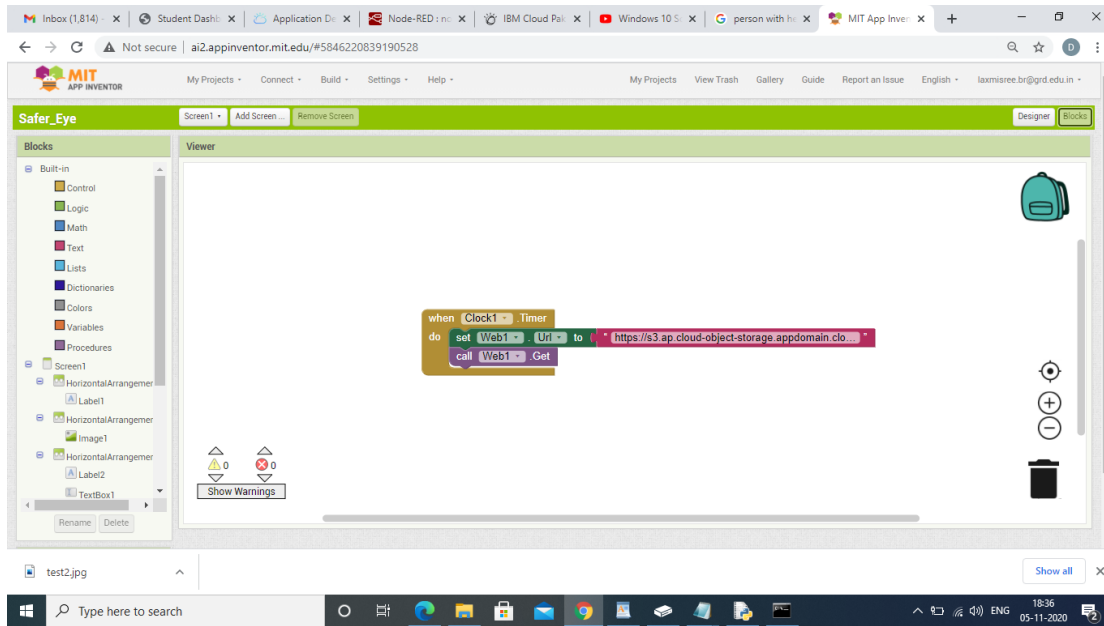 Inbox (1,814) - Student Dashb Application De Node-RED : no IBM Cloud Pak Windows 10 S person with he MIT App Inven
Not secure ai2.appinventor.mit.edu/#5846220839190528 D
MIT
APP INVENTOR
My Projects Connect Build Settings Help My Projects View Trash Gallery Guide Report an Issue English laxmisree.br@grd.edu.in
Safer_Eye Screen1 Add Screen ... Remove Screen Designer Blocks
Blocks Viewer
Built-in
Control
Logic
Math
Text
Lists
Dictionaries
Colors
Variables
Procedures
Screen1
HorizontalArrangemer
Label1
HorizontalArrangemer
Image1
HorizontalArrangemer
Label2
TextBox1
Rename Delete
when Clock1 .Timer
do set Web1 . Url to " https://s3.ap.cloud-object-storage.appdomain.clo... "
call Web1 .Get
0 0
Show Warnings
test2.jpg Show all
Type here to search ENG 18:36
05-11-2020 2